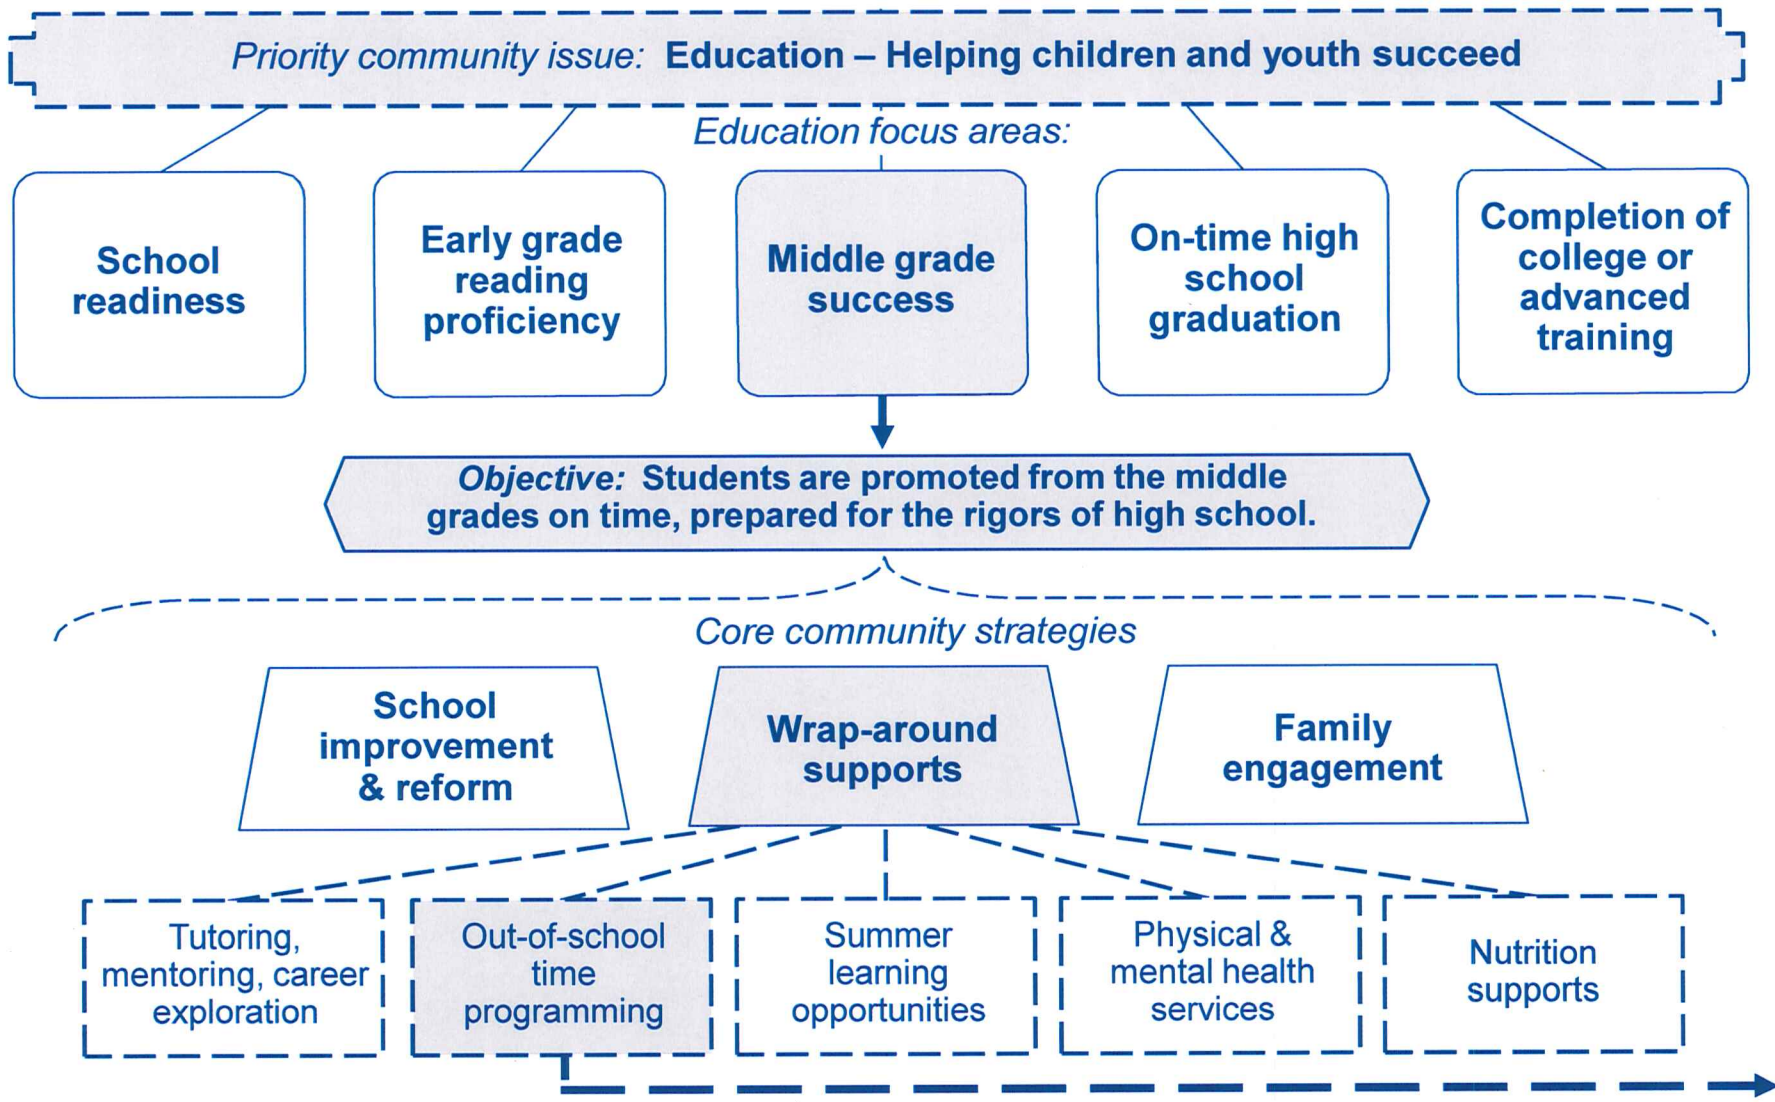 Priority community issue: Education – Helping children and youth succeed
Education focus areas:
School
readiness
Early grade
reading
proficiency
Middle grade
success
On-time high
school
graduation
Completion of
college or
advanced
training
Objective: Students are promoted from the middle
grades on time, prepared for the rigors of high school.
Core community strategies
School
improvement
& reform
Wrap-around
supports
Family
engagement
Tutoring,
mentoring, career
exploration
Out-of-school
time
programming
Summer
learning
opportunities
Physical &
mental health
services
Nutrition
supports